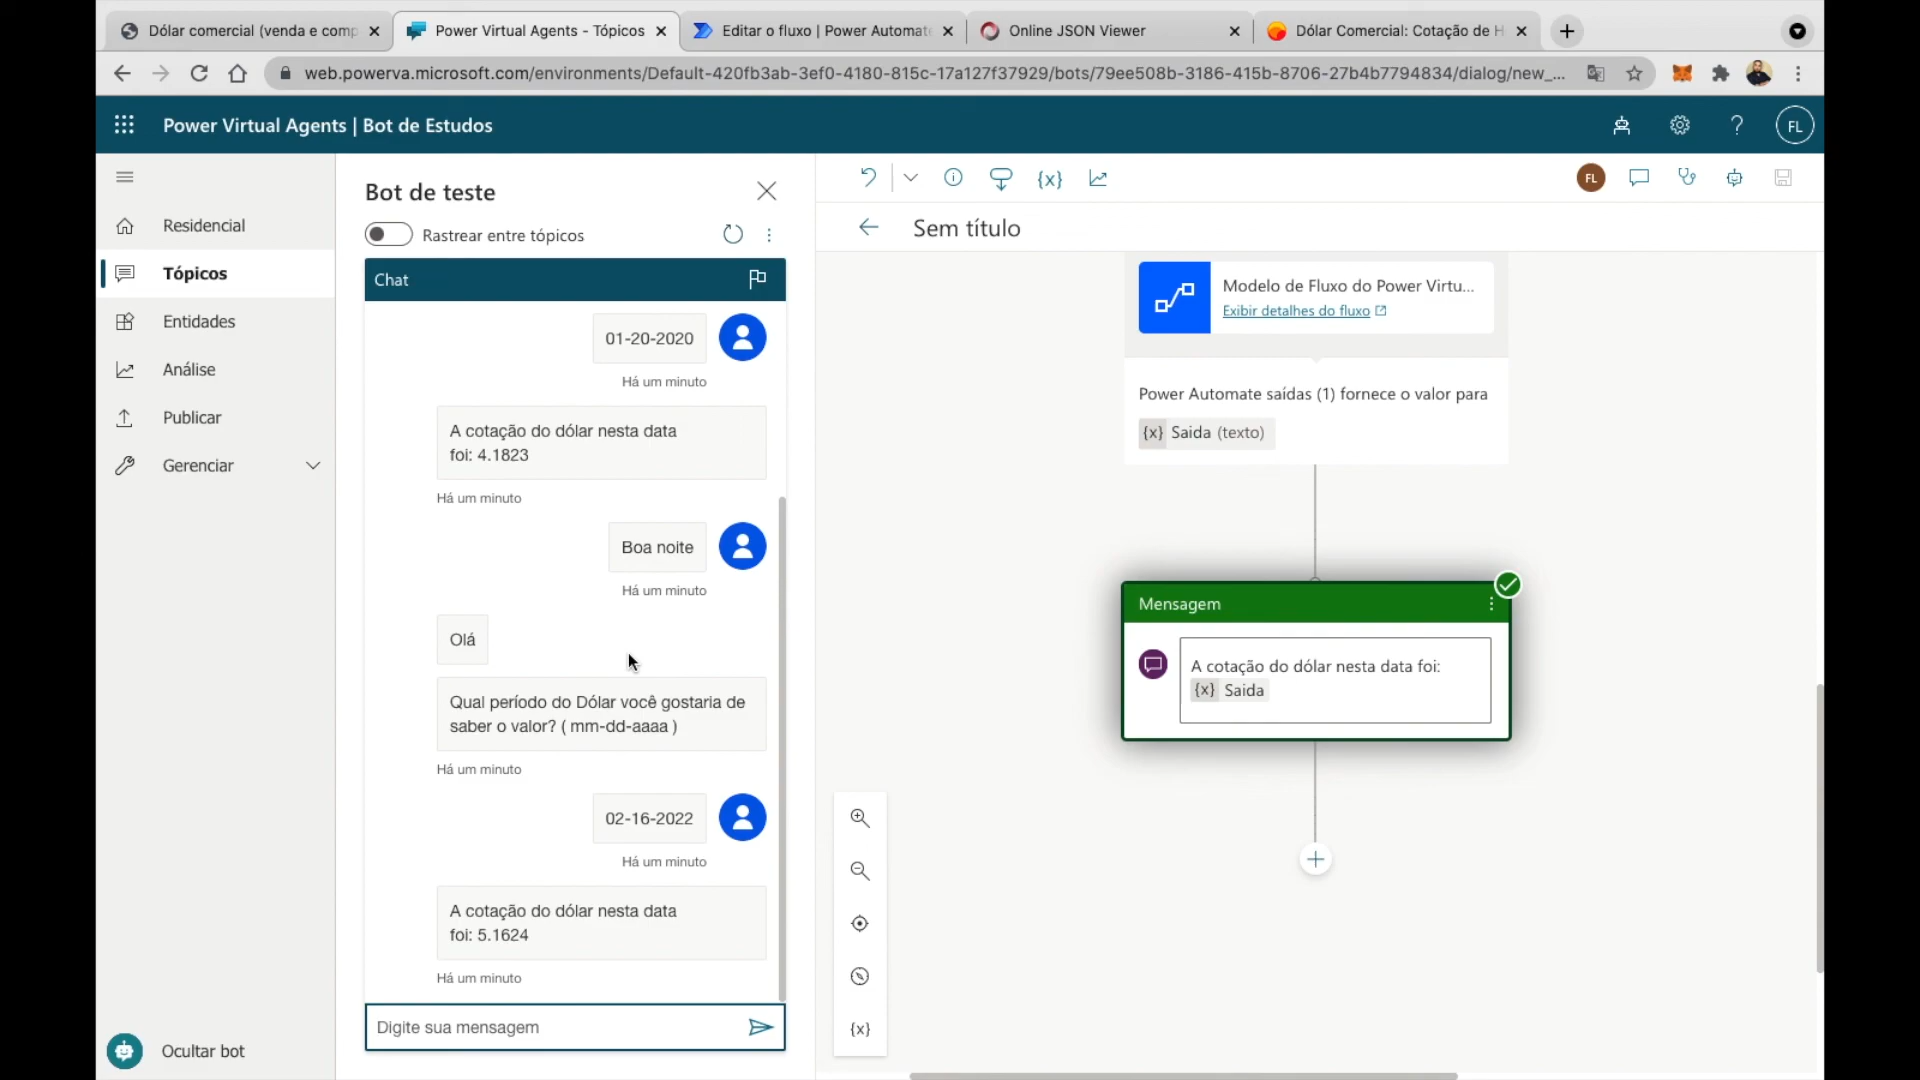 Dólar comercial (venda e comp
Power Virtual Agents - Tópicos
Editar o fluxo | Power Automate
Online JSON Viewer
Dólar Comercial: Cotação de H
web.powerva.microsoft.com/environments/Default-420fb3ab-3ef0-4180-815c-17a127f37929/bots/79ee508b-3186-415b-8706-27b4b7794834/dialog/new_...
Power Virtual Agents | Bot de Estudos
FL
Residencial
Tópicos
Entidades
Análise
Publicar
Gerenciar
Ocultar bot
Bot de teste
Rastrear entre tópicos
Chat
01-20-2020
Há um minuto
A cotação do dólar nesta data
foi: 4.1823
Há um minuto
Boa noite
Há um minuto
Olá
Qual período do Dólar você gostaria de
saber o valor? ( mm-dd-aaaa )
Há um minuto
02-16-2022
Há um minuto
A cotação do dólar nesta data
foi: 5.1624
Há um minuto
Digite sua mensagem
{x}
FL
Sem título
Modelo de Fluxo do Power Virtu...
Exibir detalhes do fluxo
Power Automate saídas (1) fornece o valor para
{x} Saida (texto)
Mensagem
A cotação do dólar nesta data foi:
{x} Saida
{x}